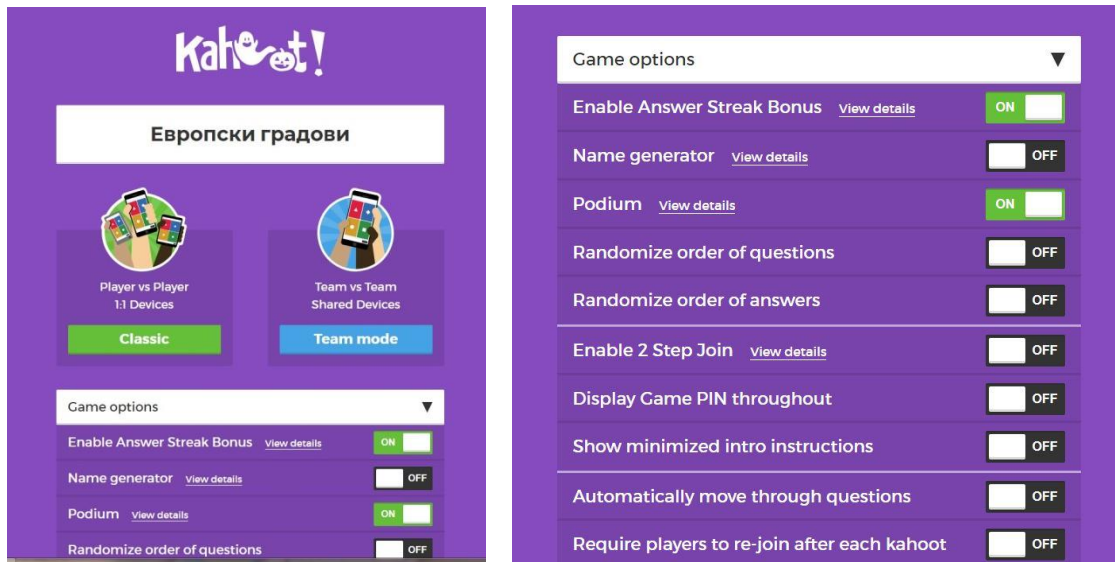 Kahoot!
Европски градови
Player vs Player
1:1 Devices
Classic
Team vs Team
Shared Devices
Team mode
Game options ▼
Enable Answer Streak Bonus View details ON
Name generator View details OFF
Podium View details ON
Randomize order of questions OFF
Game options ▼
Enable Answer Streak Bonus View details ON
Name generator View details OFF
Podium View details ON
Randomize order of questions OFF
Randomize order of answers OFF
Enable 2 Step Join View details OFF
Display Game PIN throughout OFF
Show minimized intro instructions OFF
Automatically move through questions OFF
Require players to re-join after each kahoot OFF